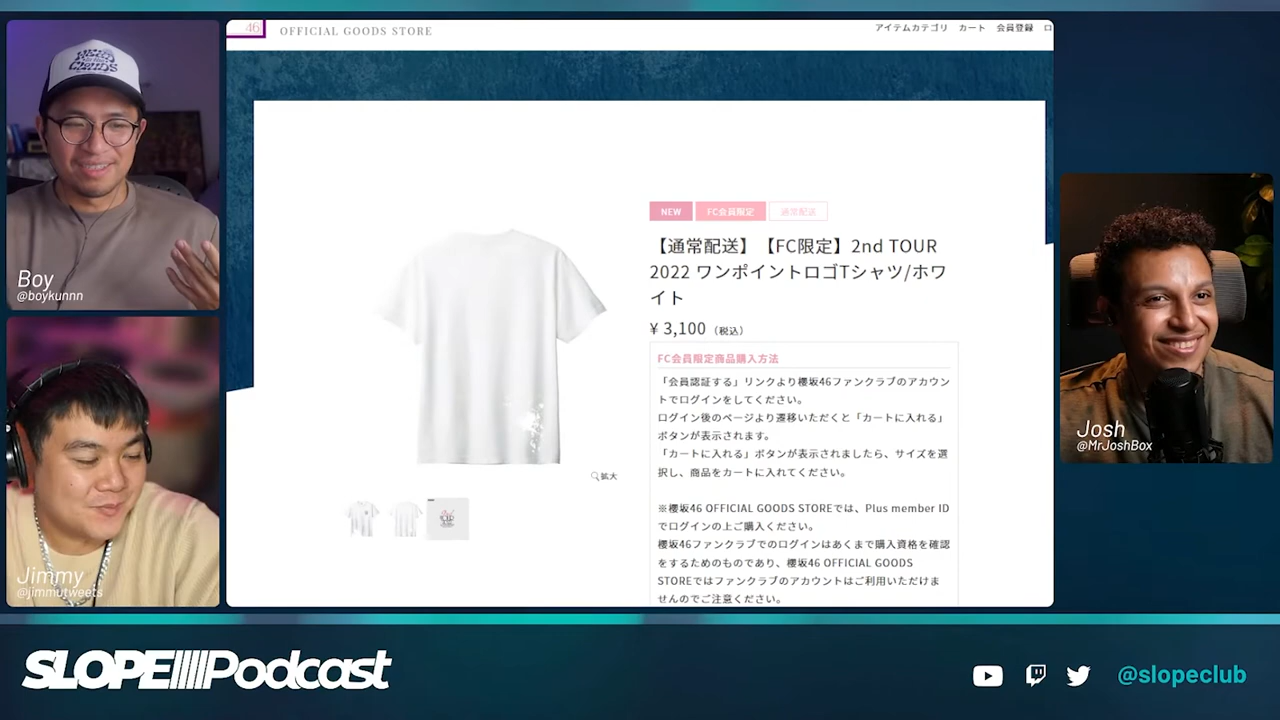 46
OFFICIAL GOODS STORE
アイテムカテゴリ カート 会員登録 ロ
Boy
@boykunnn
NEW FC会員限定 通常配送
【通常配送】【FC限定】2nd TOUR
2022 ワンポイントロゴTシャツ/ホワ
イト
¥ 3,100 (税込)
FC会員限定商品購入方法
「会員認証する」リンクより櫻坂46ファンクラブのアカウン
トでログインをしてください。
ログイン後のページより遷移いただくと「カートに入れる」
ボタンが表示されます。
「カートに入れる」ボタンが表示されましたら、サイズを選
択し、商品をカートに入れてください。
※櫻坂46 OFFICIAL GOODS STOREでは、Plus member ID
でログインの上ご購入ください。
櫻坂46ファンクラブでのログインはあくまで購入資格を確認
をするためのものであり、櫻坂46 OFFICIAL GOODS
STOREではファンクラブのアカウントはご利用いただけま
せんのでご注意ください。
拡大
Josh
@MrJoshBox
Jimmy
@jimmutweets
SLOPE Podcast
@slopeclub